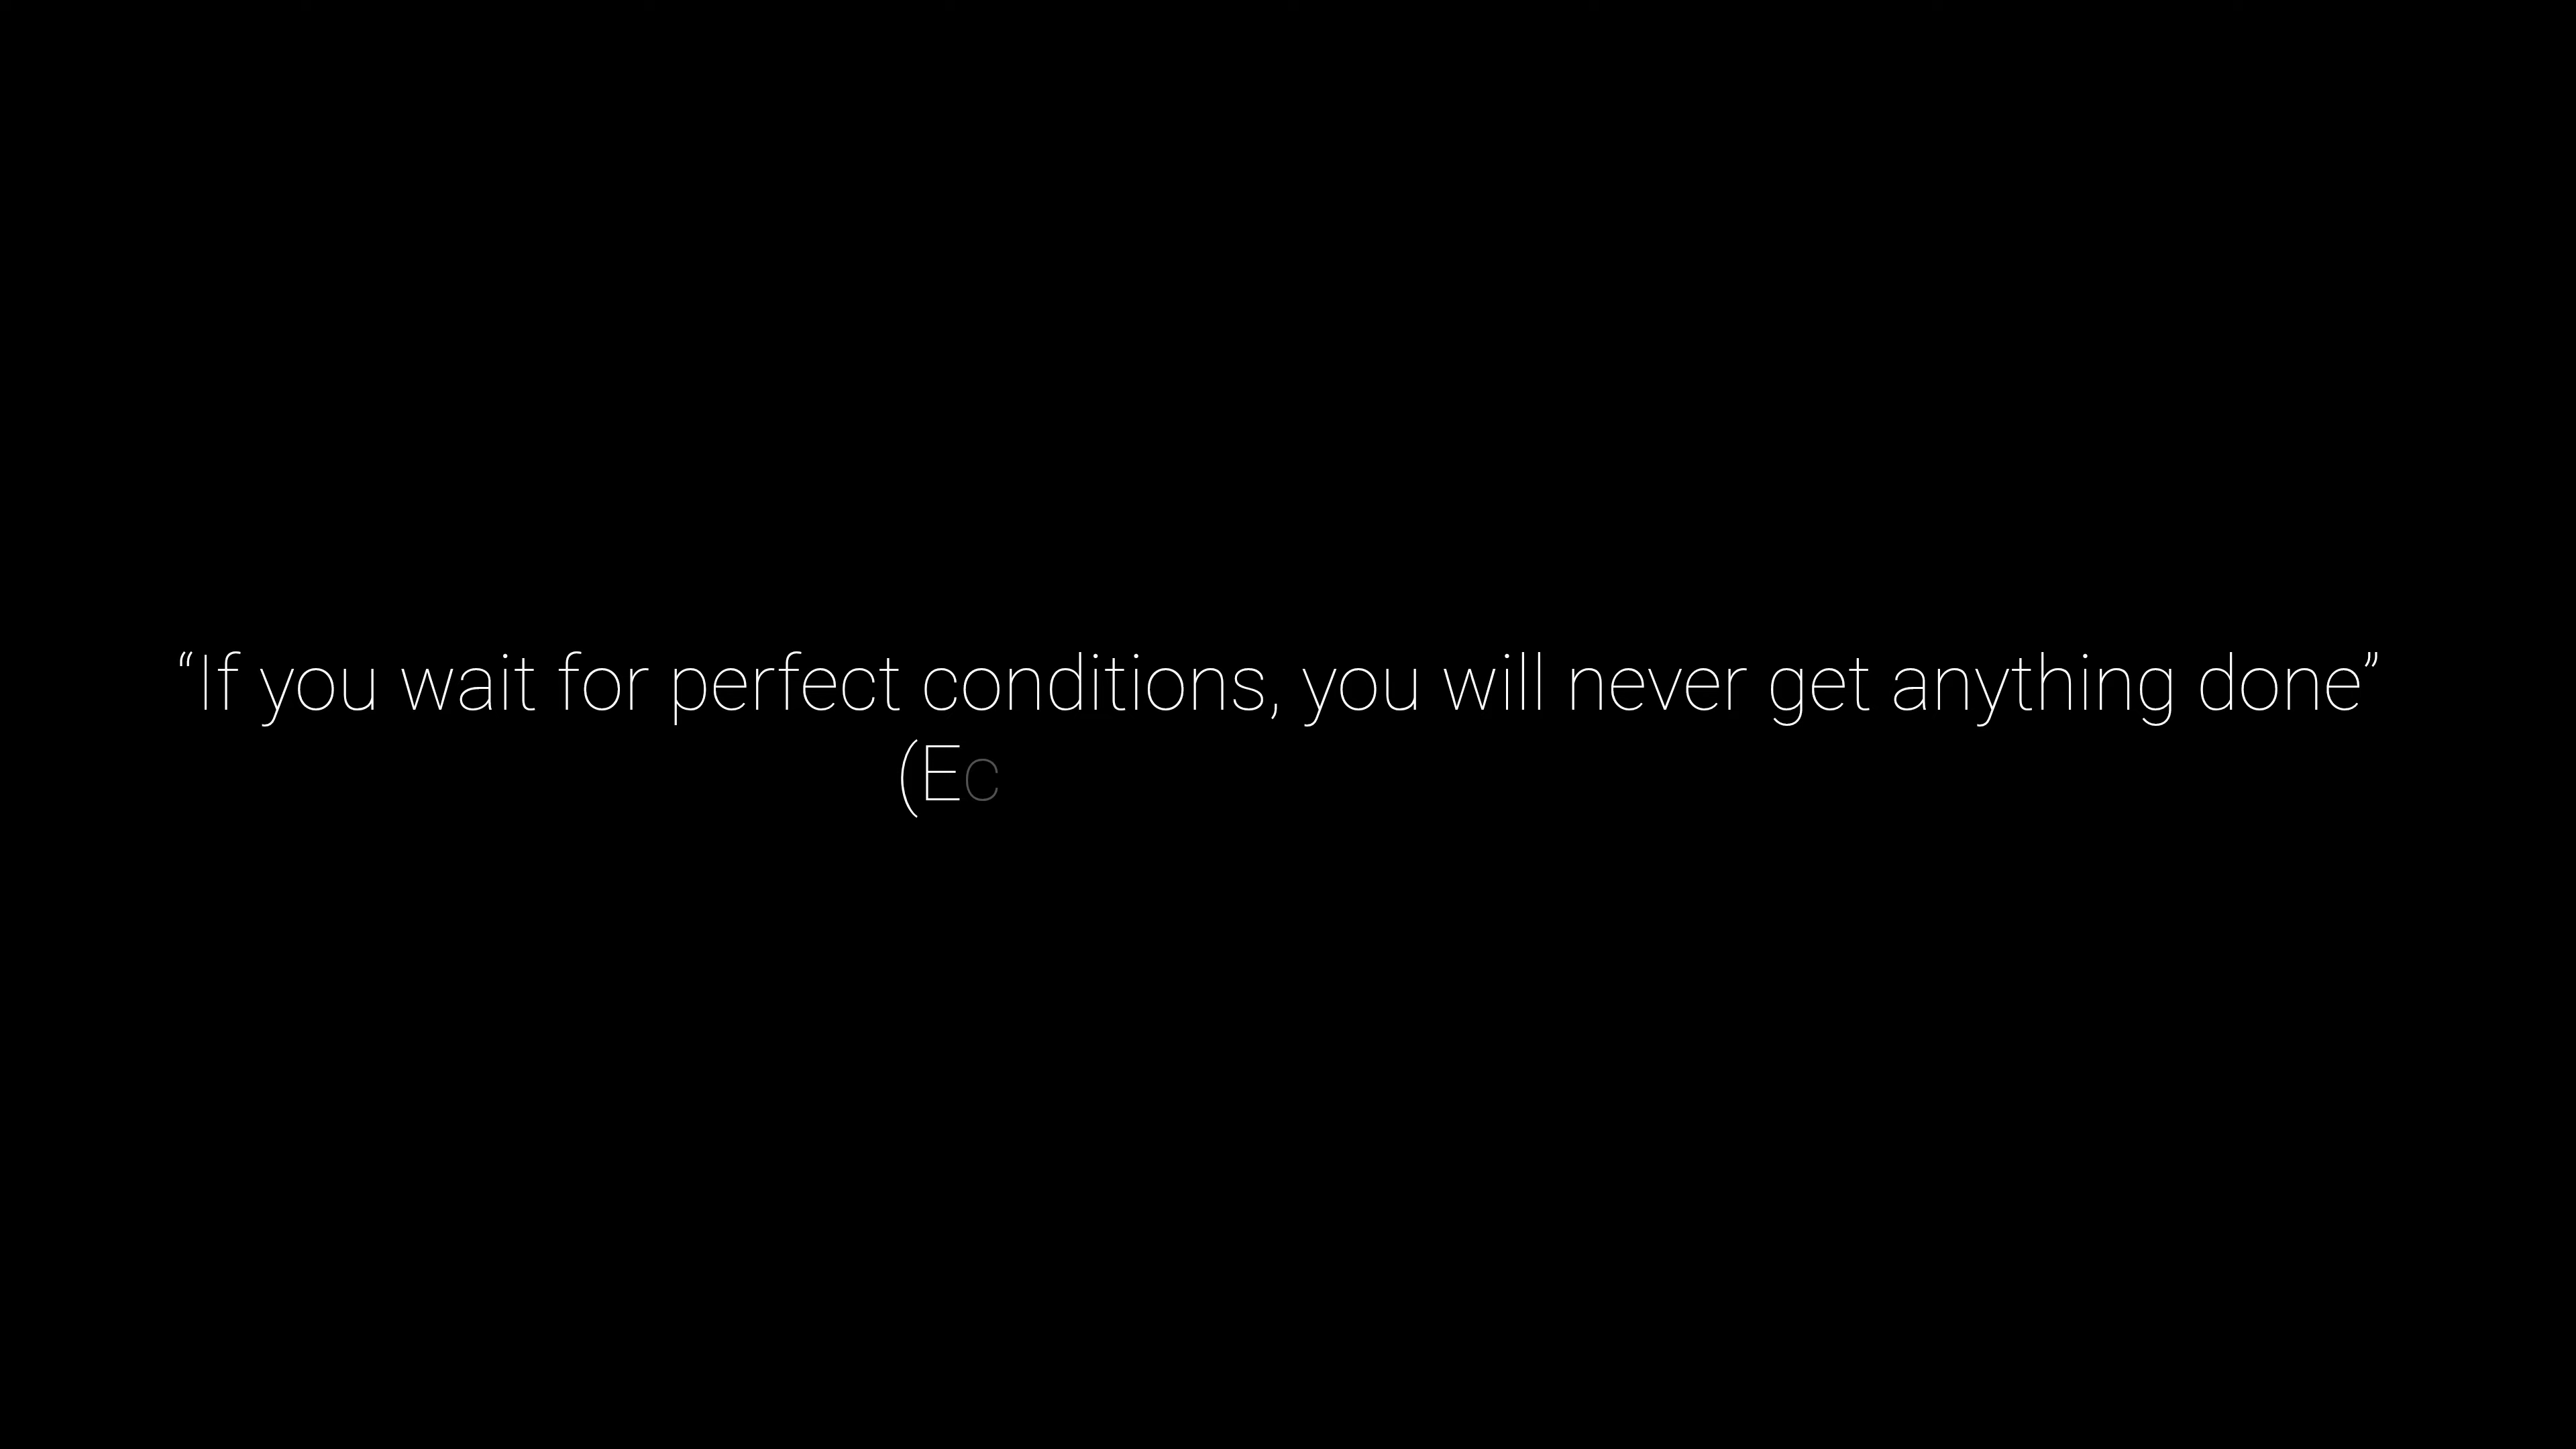 “If you wait for perfect conditions, you will never get anything done”
(Ec